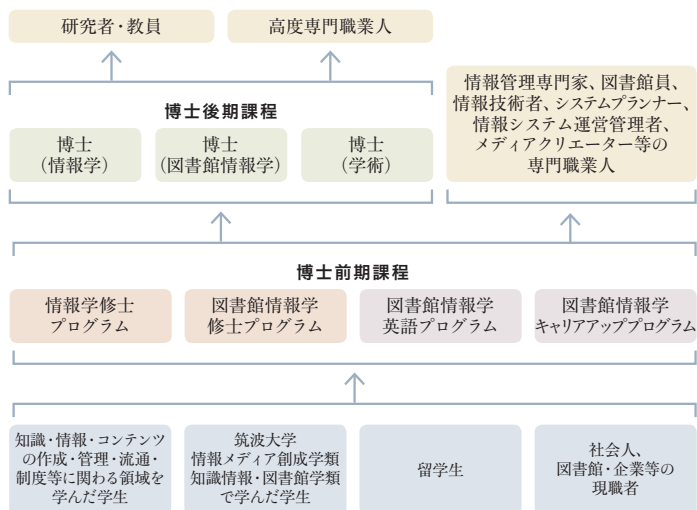 研究者・教員
高度専門職業人
情報管理専門家、図書館員、
情報技術者、システムプランナー、
情報システム運営管理者、
メディアクリエーター等の
専門職業人
博士後期課程
博士
（情報学）
博士
（図書館情報学）
博士
（学術）
博士前期課程
情報学修士
プログラム
図書館情報学
修士プログラム
図書館情報学
英語プログラム
図書館情報学
キャリアアッププログラム
知識・情報・コンテンツ
の作成・管理・流通・
制度等に関わる領域を
学んだ学生
筑波大学
情報メディア創成学類
知識情報・図書館学類
で学んだ学生
留学生
社会人、
図書館・企業等の
現職者